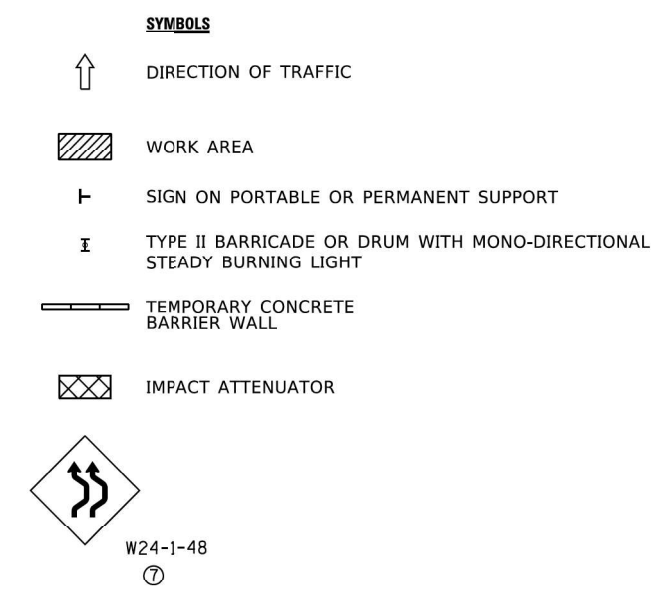 SYMBOLS
DIRECTION OF TRAFFIC
WORK AREA
SIGN ON PORTABLE OR PERMANENT SUPPORT
TYPE II BARRICADE OR DRUM WITH MONO-DIRECTIONAL
STEADY BURNING LIGHT
TEMPORARY CONCRETE
BARRIER WALL
IMPACT ATTENUATOR
W24-1-48
7